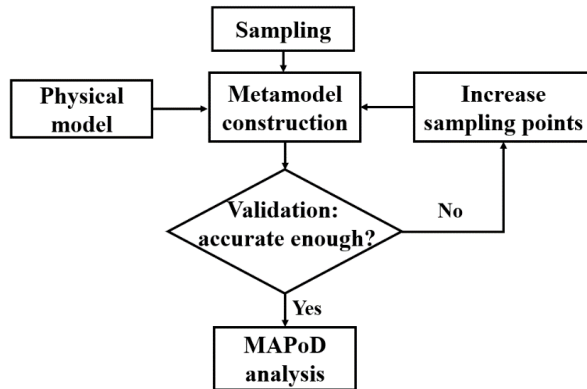 Sampling
Physical
model
Metamodel
construction
Increase
sampling points
Validation:
accurate enough?
No
Yes
MAPoD
analysis